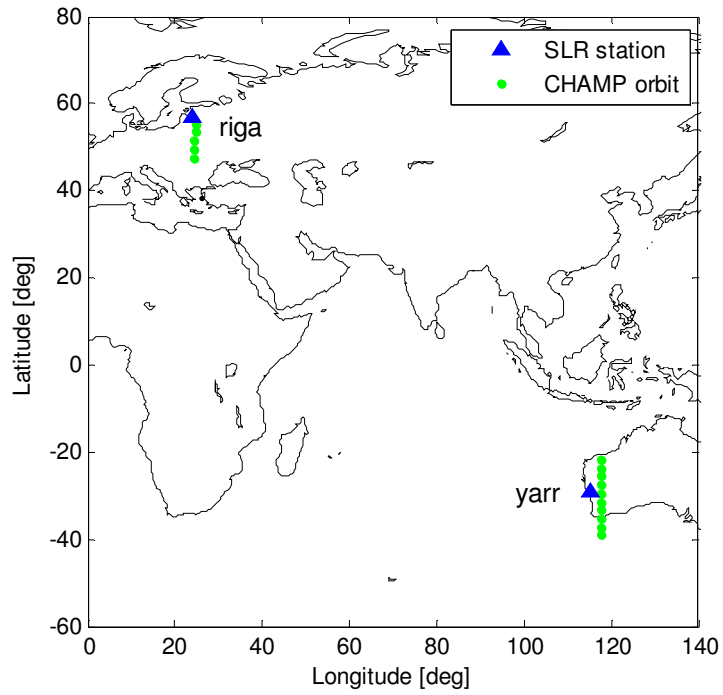 80
SLR station
CHAMP orbit
60
riga
40
20
Latitude [deg]
0
-20
yarr
-40
-60
0 20 40 60 80 100 120 140
Longitude [deg]